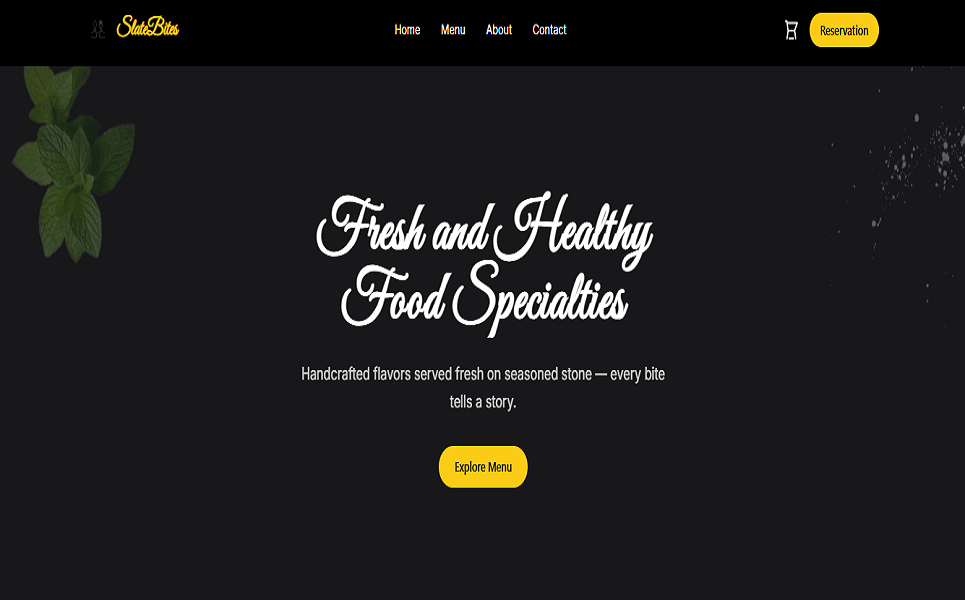 SlateBites
Home Menu About Contact
Reservation
Fresh and Healthy
Food Specialties
Handcrafted flavors served fresh on seasoned stone — every bite
tells a story.
Explore Menu